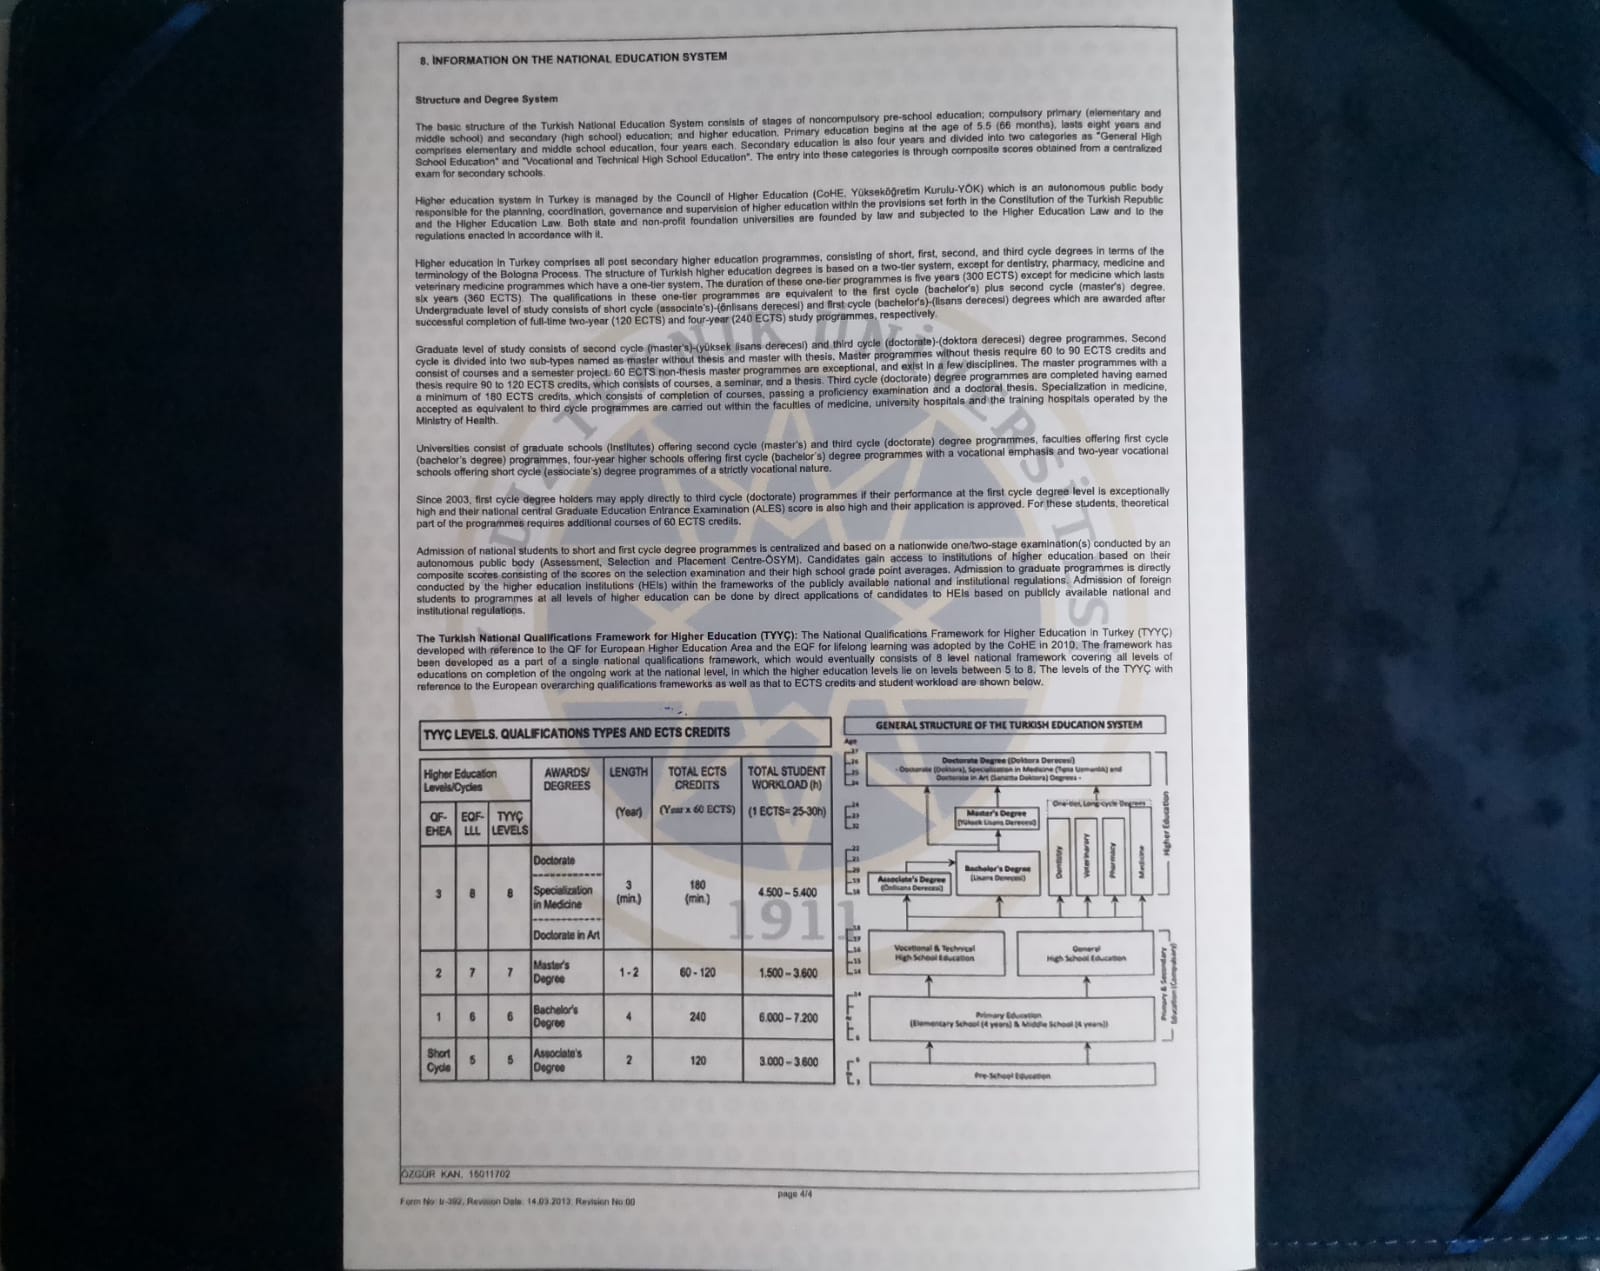 8. İNFORMATION ON THE NATIONAL EDUCATION SYSTEM
Structure and Degree System
The basic structure of the Turkish National Education System consists of stages of noncompulsory pre-school education; compulsory primary (elementary and
middle school) and secondary (high school) education; and higher education. Primary education begins at the age of 5.5 (66 months), lasts eight years and
comprises elementary and middle school education, four years each. Secondary education is also four years and divided into two categories as "General High
School Education" and "Vocational and Technical High School Education". The entry into these categories is through composite scores obtained from a centralized
exam for secondary schools.
Higher education system in Turkey is managed by the Council of Higher Education (CoHE, Yükseköğretim Kurulu-YÖK) which is an autonomous public body
responsible for the planning, coordination, governance and supervision of higher education within the provisions set forth in the Constitution of the Turkish Republic
and the Higher Education Law. Both state and non-profit foundation universities are founded by law and subjected to the Higher Education Law and to the
regulations enacted in accordance with it.
Higher education in Turkey comprises all post secondary higher education programmes, consisting of short, first, second, and third cycle degrees in terms of the
terminology of the Bologna Process. The structure of Turkish higher education degrees is based on a two-tier system, except for dentistry, pharmacy, medicine and
veterinary medicine programmes which have a one-tier system. The duration of these one-tier programmes is five years (300 ECTS) except for medicine which lasts
six years (360 ECTS). The qualifications in these one-tier programmes are equivalent to the first cycle (bachelor's) plus second cycle (master's) degree.
Undergraduate level of study consists of short cycle (associate's)-(önlisans derecesi) and first cycle (bachelor's)-(lisans derecesi) degrees which are awarded after
successful completion of full-time two-year (120 ECTS) and four-year (240 ECTS) study programmes, respectively.
Graduate level of study consists of second cycle (master's)-(yüksek lisans derecesi) and third cycle (doctorate)-(doktora derecesi) degree programmes. Second
cycle is divided into two sub-types named as master without thesis and master with thesis. Master programmes without thesis require 60 to 90 ECTS credits and
consist of courses and a semester project. 60 ECTS non-thesis master programmes are exceptional, and exist in a few disciplines. The master programmes with a
thesis require 90 to 120 ECTS credits, which consists of courses, a seminar, and a thesis. Third cycle (doctorate) degree programmes are completed having earned
a minimum of 180 ECTS credits, which consists of completion of courses, passing a proficiency examination and a doctoral thesis. Specialization in medicine,
accepted as equivalent to third cycle programmes are carried out within the faculties of medicine, university hospitals and the training hospitals operated by the
Ministry of Health.
Universities consist of graduate schools (institutes) offering second cycle (master's) and third cycle (doctorate) degree programmes, faculties offering first cycle
(bachelor's degree) programmes, four-year higher schools offering first cycle (bachelor's) degree programmes with a vocational emphasis and two-year vocational
schools offering short cycle (associate's) degree programmes of a strictly vocational nature.
Since 2003, first cycle degree holders may apply directly to third cycle (doctorate) programmes if their performance at the first cycle degree level is exceptionally
high and their national central Graduate Education Entrance Examination (ALES) score is also high and their application is approved. For these students, theoretical
part of the programmes requires additional courses of 60 ECTS credits.
Admission of national students to short and first cycle degree programmes is centralized and based on a nationwide one/two-stage examination(s) conducted by an
autonomous public body (Assessment, Selection and Placement Centre-ÖSYM). Candidates gain access to institutions of higher education based on their
composite scores consisting of the scores on the selection examination and their high school grade point averages. Admission to graduate programmes is directly
conducted by the higher education institutions (HEIs) within the frameworks of the publicly available national and institutional regulations. Admission of foreign
students to programmes at all levels of higher education can be done by direct applications of candidates to HEIs based on publicly available national and
institutional regulations.
The Turkish National Qualifications Framework for Higher Education (TYYÇ): The National Qualifications Framework for Higher Education in Turkey (TYYÇ)
developed with reference to the QF for European Higher Education Area and the EQF for lifelong learning was adopted by the CoHE in 2010. The framework has
been developed as a part of a single national qualifications framework, which would eventually consists of 8 level national framework covering all levels of
educations on completion of the ongoing work at the national level, in which the higher education levels lie on levels between 5 to 8. The levels of the TYYÇ with
reference to the European overarching qualifications frameworks as well as that to ECTS credits and student workload are shown below.
TYYÇ LEVELS. QUALIFICATIONS TYPES AND ECTS CREDITS
Higher Education Levels/Cycles AWARDS/ DEGREES LENGTH (Year) TOTAL ECTS CREDITS (Year x 60 ECTS) TOTAL STUDENT WORKLOAD (h) (1 ECTS= 25-30h)
QF-EHEA EQF-LLL TYYÇ LEVELS
3 8 8 Doctorate Specialization in Medicine Doctorate in Art 3 (min.) 180 (min.) 4.500 – 5.400
2 7 7 Master's Degree 1 - 2 60 - 120 1.500 – 3.600
1 6 6 Bachelor's Degree 4 240 6.000 – 7.200
Short Cycle 5 5 Associate's Degree 2 120 3.000 – 3.600
GENERAL STRUCTURE OF THE TURKISH EDUCATION SYSTEM
Age
Doctorate Degree (Doktora Derecesi)
- Doctorate (Doktora), Specialization in Medicine (Tıpta Uzmanlık) and
Doctorate in Art (Sanatta Doktora) Degrees -
One-tier, Long-cycle Degrees
Master's Degree
(Yüksek Lisans Derecesi)
Bachelor's Degree
(Lisans Derecesi)
Associate's Degree
(Önlisans Derecesi)
Dentistry
Veterinary
Pharmacy
Medicine
Higher Education
Vocational & Technical
High School Education
General
High School Education
Primary Education
(Elementary School (4 years) & Middle School (4 years))
Primary & Secondary
Education (Compulsory)
Pre-School Education
1911
ÖZGÜR KAN, 15011702
page 4/4
Form No: tr-392, Revision Date: 14.03.2013, Revision No:00